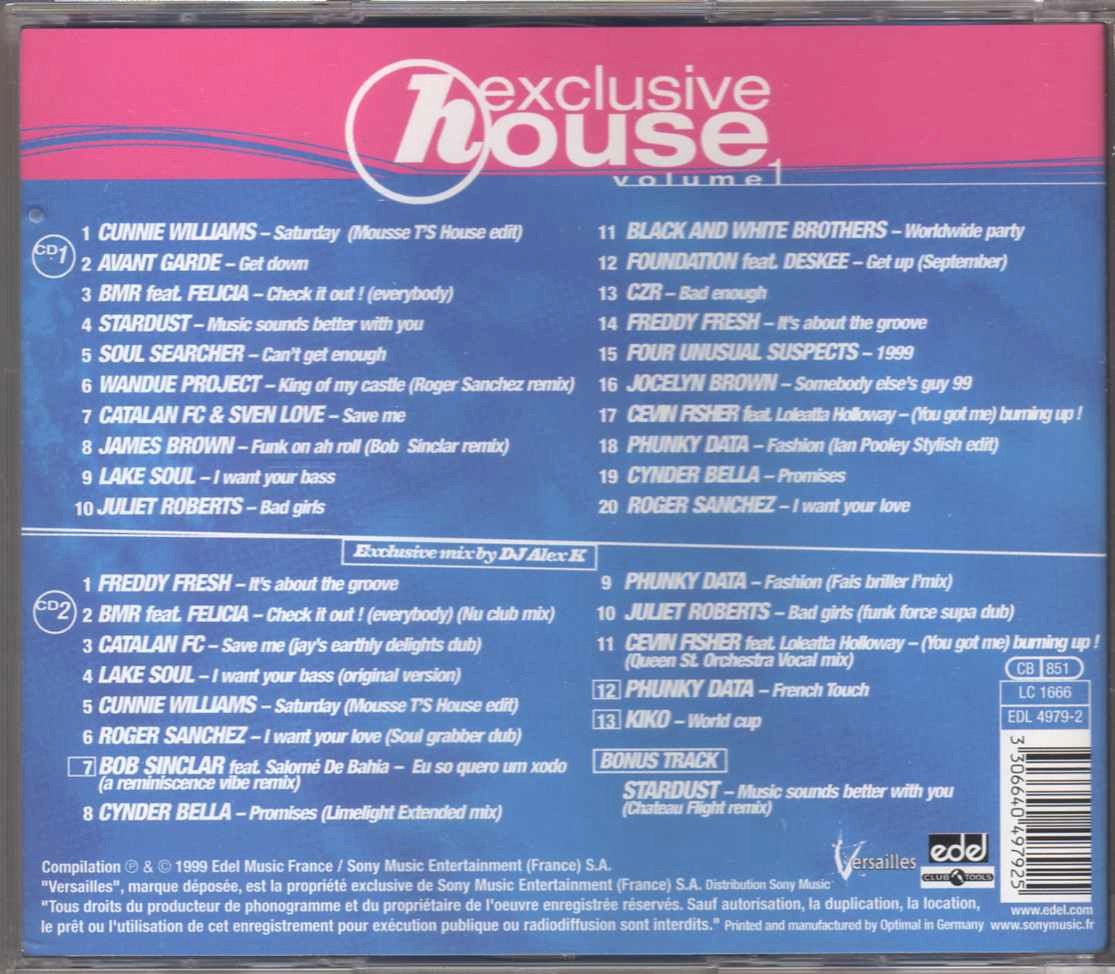 exclusive
house
volume 1
CD1
1 CUNNIE WILLIAMS – Saturday (Mousse T'S House edit)
2 AVANT GARDE – Get down
3 BMR feat. FELICIA – Check it out ! (everybody)
4 STARDUST – Music sounds better with you
5 SOUL SEARCHER – Can't get enough
6 WANDUE PROJECT – King of my castle (Roger Sanchez remix)
7 CATALAN FC & SVEN LOVE – Save me
8 JAMES BROWN – Funk on ah roll (Bob Sinclar remix)
9 LAKE SOUL – I want your bass
10 JULIET ROBERTS – Bad girls
11 BLACK AND WHITE BROTHERS – Worldwide party
12 FOUNDATION feat. DESKEE – Get up (September)
13 CZR – Bad enough
14 FREDDY FRESH – It's about the groove
15 FOUR UNUSUAL SUSPECTS – 1999
16 JOCELYN BROWN – Somebody else's guy 99
17 CEVIN FISHER feat. Loleatta Holloway – (You got me) burning up !
18 PHUNKY DATA – Fashion (Ian Pooley Stylish edit)
19 CYNDER BELLA – Promises
20 ROGER SANCHEZ – I want your love
Exclusive mix by DJ Alex K
CD2
1 FREDDY FRESH – It's about the groove
2 BMR feat. FELICIA – Check it out ! (everybody) (Nu club mix)
3 CATALAN FC – Save me (jay's earthly delights dub)
4 LAKE SOUL – I want your bass (original version)
5 CUNNIE WILLIAMS – Saturday (Mousse T'S House edit)
6 ROGER SANCHEZ – I want your love (Soul grabber dub)
7 BOB SINCLAR feat. Salomé De Bahia – Eu so quero um xodo
(a reminiscence vibe remix)
8 CYNDER BELLA – Promises (Limelight Extended mix)
9 PHUNKY DATA – Fashion (Fais briller l'mix)
10 JULIET ROBERTS – Bad girls (funk force supa dub)
11 CEVIN FISHER feat. Loleatta Holloway – (You got me) burning up !
(Queen St. Orchestra Vocal mix)
12 PHUNKY DATA – French Touch
13 KIKO – World cup
BONUS TRACK
STARDUST – Music sounds better with you
(Chateau Flight remix)
CB 851
LC 1666
EDL 4979-2
3 306640 497925
Versailles
edel
CLUB TOOLS
Compilation ℗ & © 1999 Edel Music France / Sony Music Entertainment (France) S.A.
"Versailles", marque déposée, est la propriété exclusive de Sony Music Entertainment (France) S.A. Distribution Sony Music
"Tous droits du producteur de phonogramme et du propriétaire de l'oeuvre enregistrée réservés. Sauf autorisation, la duplication, la location,
le prêt ou l'utilisation de cet enregistrement pour exécution publique ou radiodiffusion sont interdits." Printed and manufactured by Optimal in Germany
www.edel.com
www.sonymusic.fr